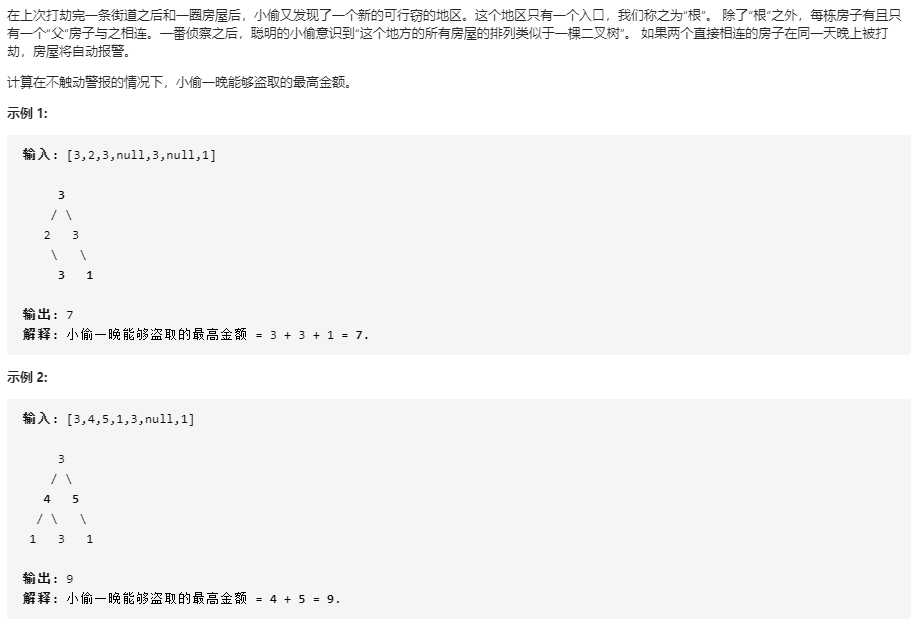 在上次打劫完一条街道之后和一圈房屋后，小偷又发现了一个新的可行窃的地区。这个地区只有一个入口，我们称之为“根”。 除了“根”之外，每栋房子有且只
有一个“父“房子与之相连。一番侦察之后，聪明的小偷意识到“这个地方的所有房屋的排列类似于一棵二叉树”。 如果两个直接相连的房子在同一天晚上被打
劫，房屋将自动报警。
计算在不触动警报的情况下，小偷一晚能够盗取的最高金额。
示例 1:
输入: [3,2,3,null,3,null,1]
3
/ \
2 3
\ \
3 1
输出: 7
解释: 小偷一晚能够盗取的最高金额 = 3 + 3 + 1 = 7.
示例 2:
输入: [3,4,5,1,3,null,1]
3
/ \
4 5
/ \ \
1 3 1
输出: 9
解释: 小偷一晚能够盗取的最高金额 = 4 + 5 = 9.